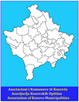 Asociacioni i Komunave të Kosovës
Asocijacija Kosovskih Opština
Association of Kosovo Municipalities